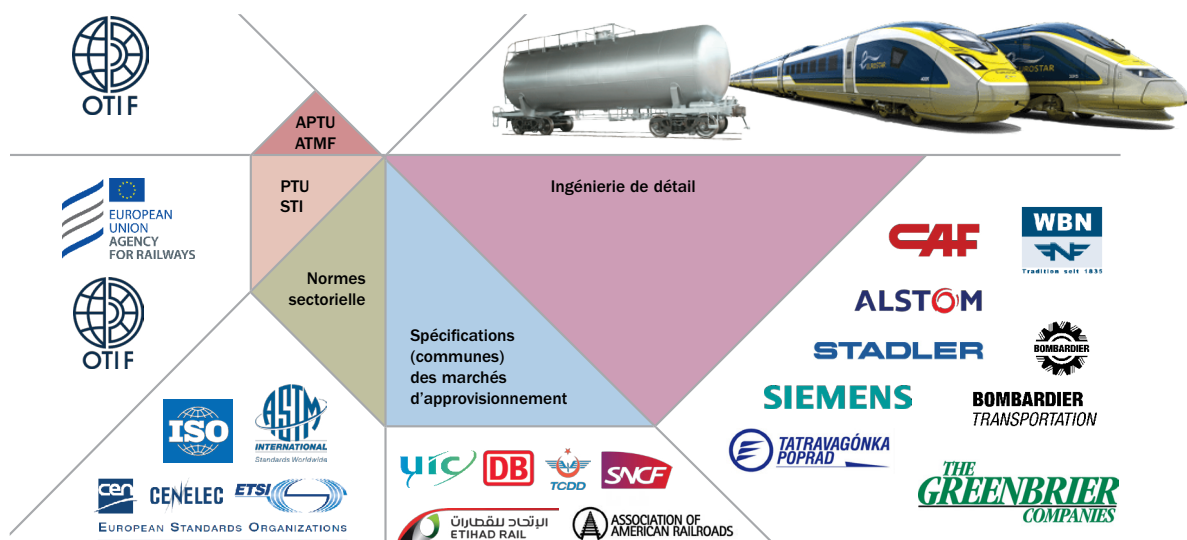 OTIF
APTU
ATMF
EUROSTAR
EUROSTAR
PTU
STI
Ingénierie de détail
EUROPEAN
UNION
AGENCY
FOR RAILWAYS
OTIF
Normes
sectorielle
Spécifications
(communes)
des marchés
d'approvisionnement
CAF
WBN
Tradition seit 1835
ALSTOM
STADLER
BOMBARDIER
SIEMENS
BOMBARDIER
TRANSPORTATION
TATRAVAGÓNKA
POPRAD
THE
GREENBRIER
COMPANIES
ISO
ASTM
INTERNATIONAL
Standards Worldwide
cen
CENELEC
ETSI
EUROPEAN STANDARDS ORGANIZATIONS
uic
DB
TCDD
SNCF
الإتحاد للقطارات
ETIHAD RAIL
ASSOCIATION OF
AMERICAN RAILROADS